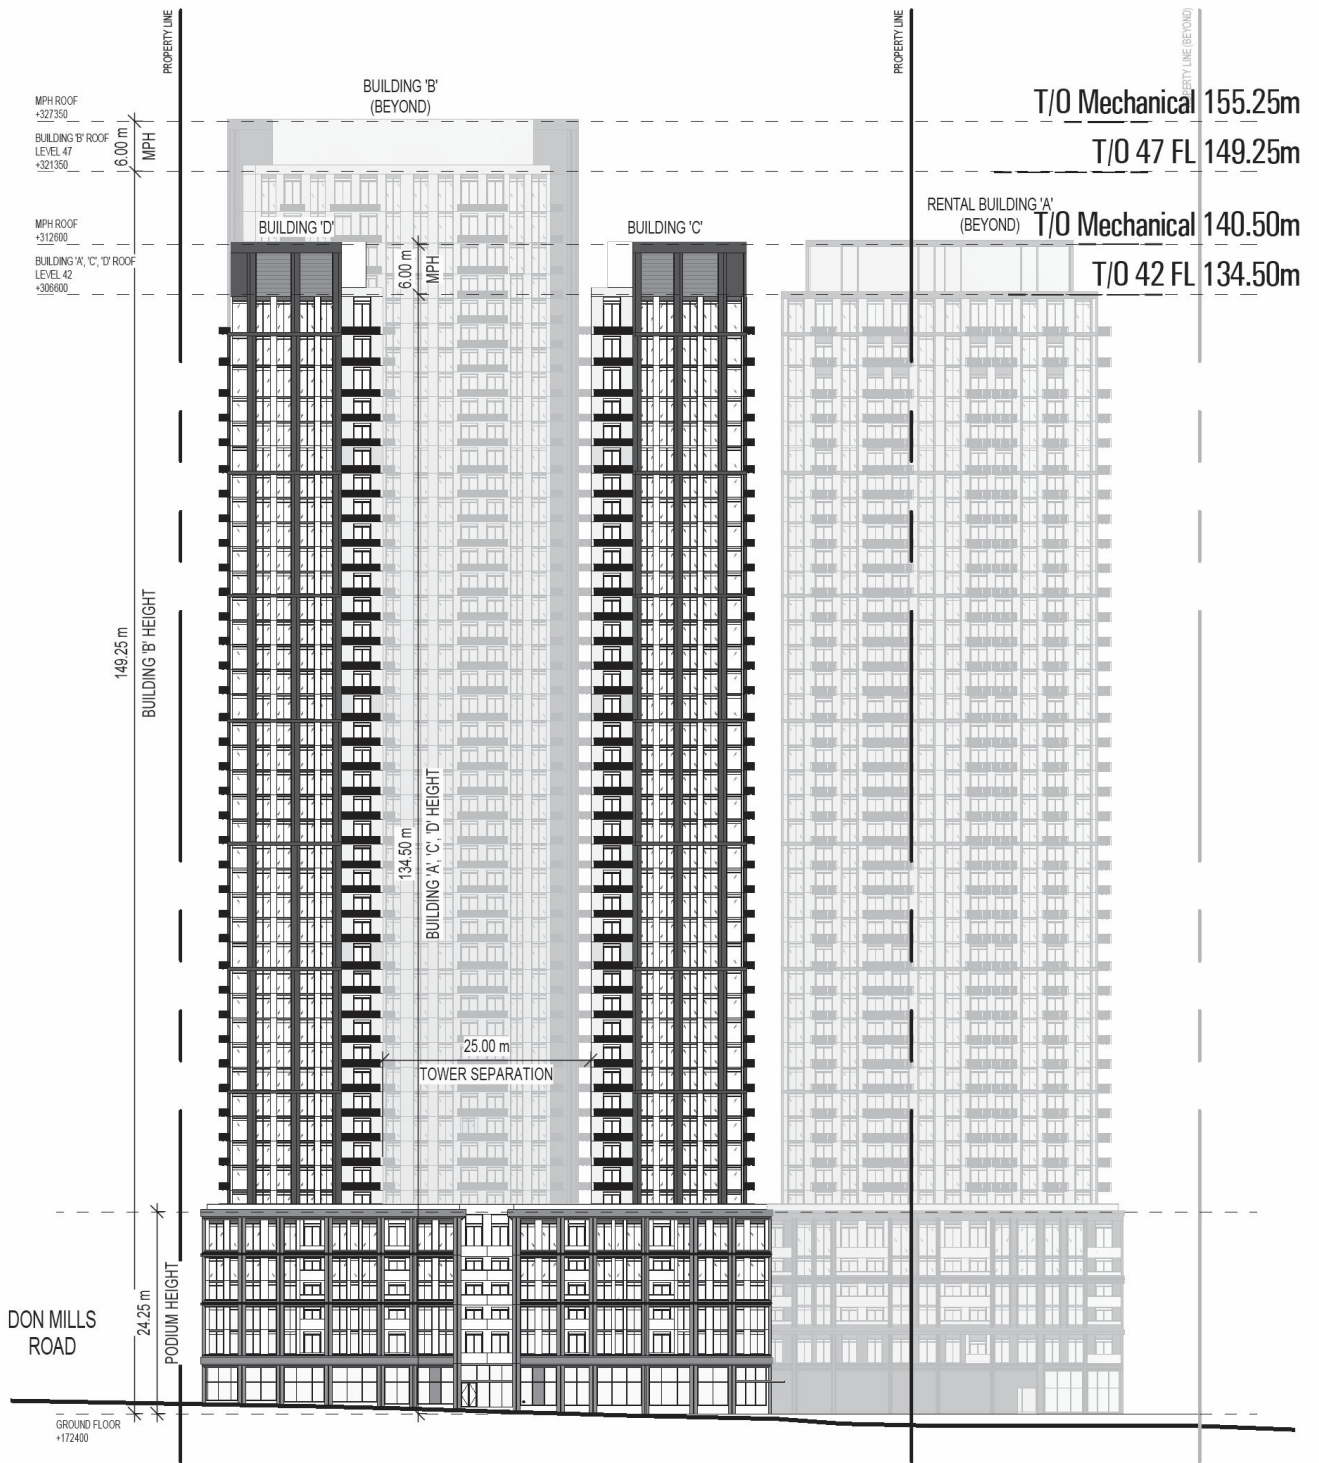 PROPERTY LINE
PROPERTY LINE
PROPERTY LINE (BEYOND)
BUILDING 'B'
(BEYOND)
MPH ROOF
+327350
T/O Mechanical 155.25m
BUILDING 'B' ROOF
LEVEL 47
+321350
6.00 m
MPH
T/O 47 FL 149.25m
MPH ROOF
+312600
BUILDING 'D'
BUILDING 'C'
RENTAL BUILDING 'A'
(BEYOND)
T/O Mechanical 140.50m
BUILDING 'A', 'C', 'D' ROOF
LEVEL 42
+306600
6.00 m
MPH
T/O 42 FL 134.50m
149.25 m
BUILDING 'B' HEIGHT
134.50 m
BUILDING 'A', 'C', 'D' HEIGHT
25.00 m
TOWER SEPARATION
24.25 m
PODIUM HEIGHT
DON MILLS
ROAD
GROUND FLOOR
+172400